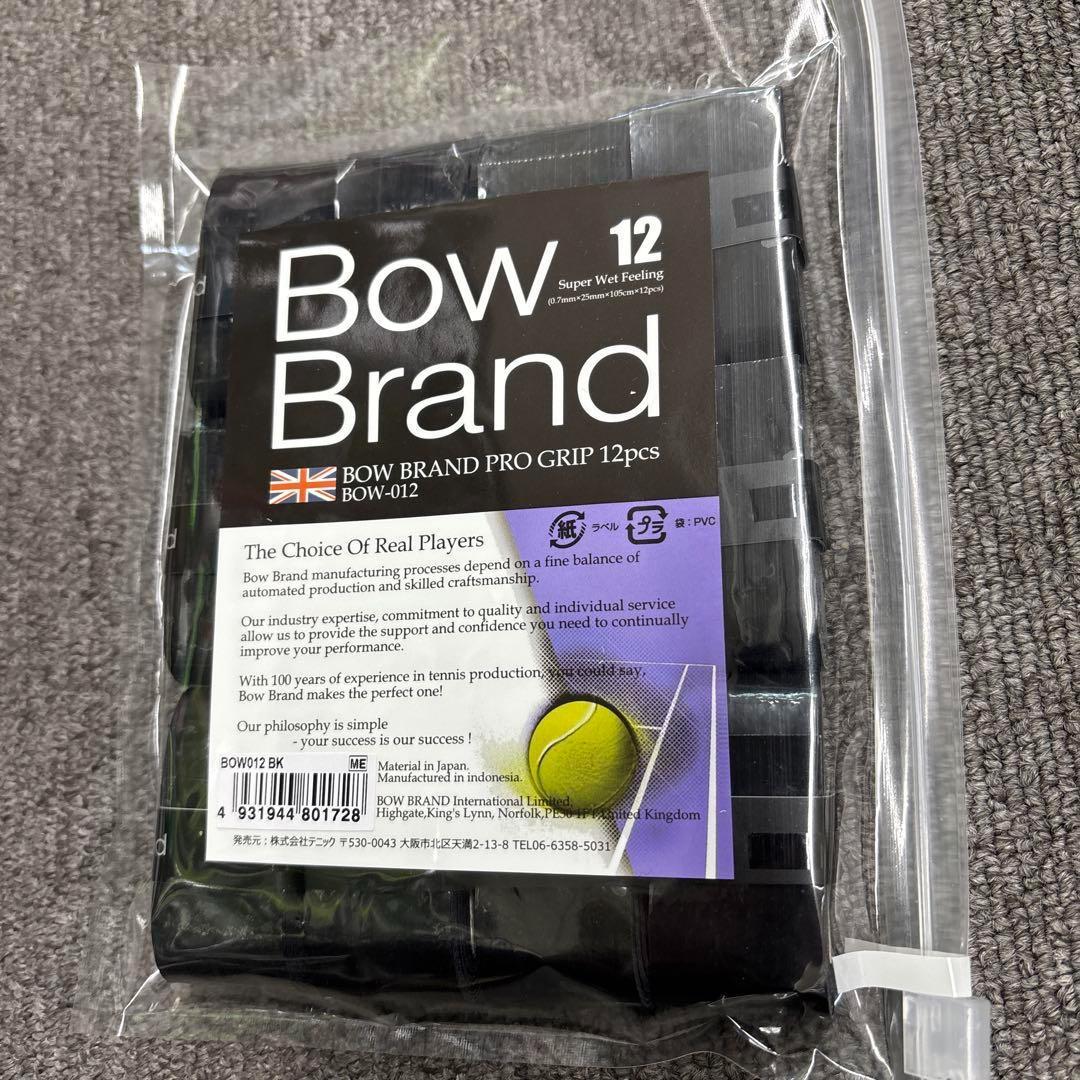 12
Super Wet Feeling
(0.7mm×25mm×105cm×12pcs)
Bow
Brand
BOW BRAND PRO GRIP 12pcs
BOW-012
紙 ラベル プラ 袋：PVC
The Choice Of Real Players
Bow Brand manufacturing processes depend on a fine balance of
automated production and skilled craftsmanship.
Our industry expertise, commitment to quality and individual service
allow us to provide the support and confidence you need to continually
improve your performance.
With 100 years of experience in tennis production, you could say,
Bow Brand makes the perfect one!
Our philosophy is simple
- your success is our success !
BOW012 BK ME
4 931944 801728
Material in Japan.
Manufactured in indonesia.
BOW BRAND International Limited,
Highgate,King's Lynn, Norfolk, United Kingdom
発売元：株式会社テニック 〒530-0043 大阪市北区天満2-13-8 TEL06-6358-5031
d
d
d